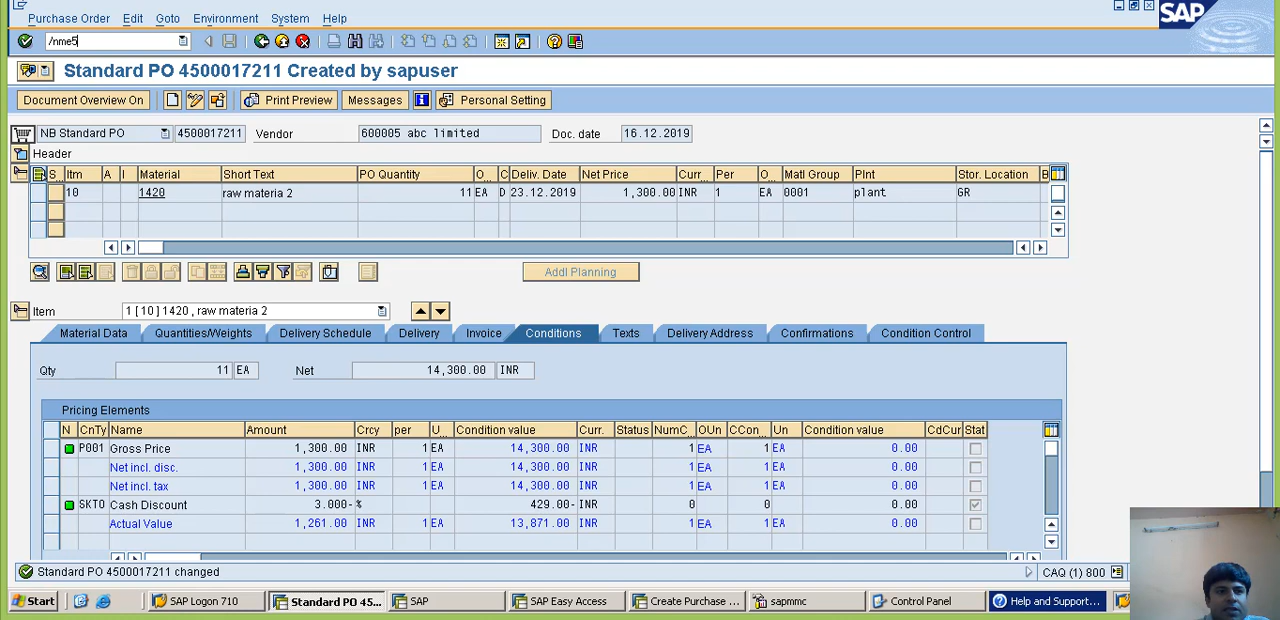 Purchase Order Edit Goto Environment System Help
SAP
/nme5
Standard PO 4500017211 Created by sapuser
Document Overview On Print Preview Messages Personal Setting
NB Standard PO 4500017211 Vendor 600005 abc limited Doc. date 16.12.2019
Header
S... Itm A I Material Short Text PO Quantity O... C Deliv. Date Net Price Curr... Per O... Matl Group Plnt Stor. Location B
10 1420 raw materia 2 11 EA D 23.12.2019 1,300.00 INR 1 EA 0001 plant GR
Addl Planning
Item 1 [ 10 ] 1420 , raw materia 2
Material Data Quantities/Weights Delivery Schedule Delivery Invoice Conditions Texts Delivery Address Confirmations Condition Control
Qty 11 EA Net 14,300.00 INR
Pricing Elements
N CnTy Name Amount Crcy per U... Condition value Curr. Status NumC... OUn CCon... Un Condition value CdCur Stat
P001 Gross Price 1,300.00 INR 1 EA 14,300.00 INR 1 EA 1 EA 0.00
Net incl. disc. 1,300.00 INR 1 EA 14,300.00 INR 1 EA 1 EA 0.00
Net incl. tax 1,300.00 INR 1 EA 14,300.00 INR 1 EA 1 EA 0.00
SKTO Cash Discount 3.000- % 429.00- INR 0 0 0.00
Actual Value 1,261.00 INR 1 EA 13,871.00 INR 1 EA 1 EA 0.00
Standard PO 4500017211 changed CAQ (1) 800
Start SAP Logon 710 Standard PO 45... SAP SAP Easy Access Create Purchase ... sapmmc Control Panel Help and Support...